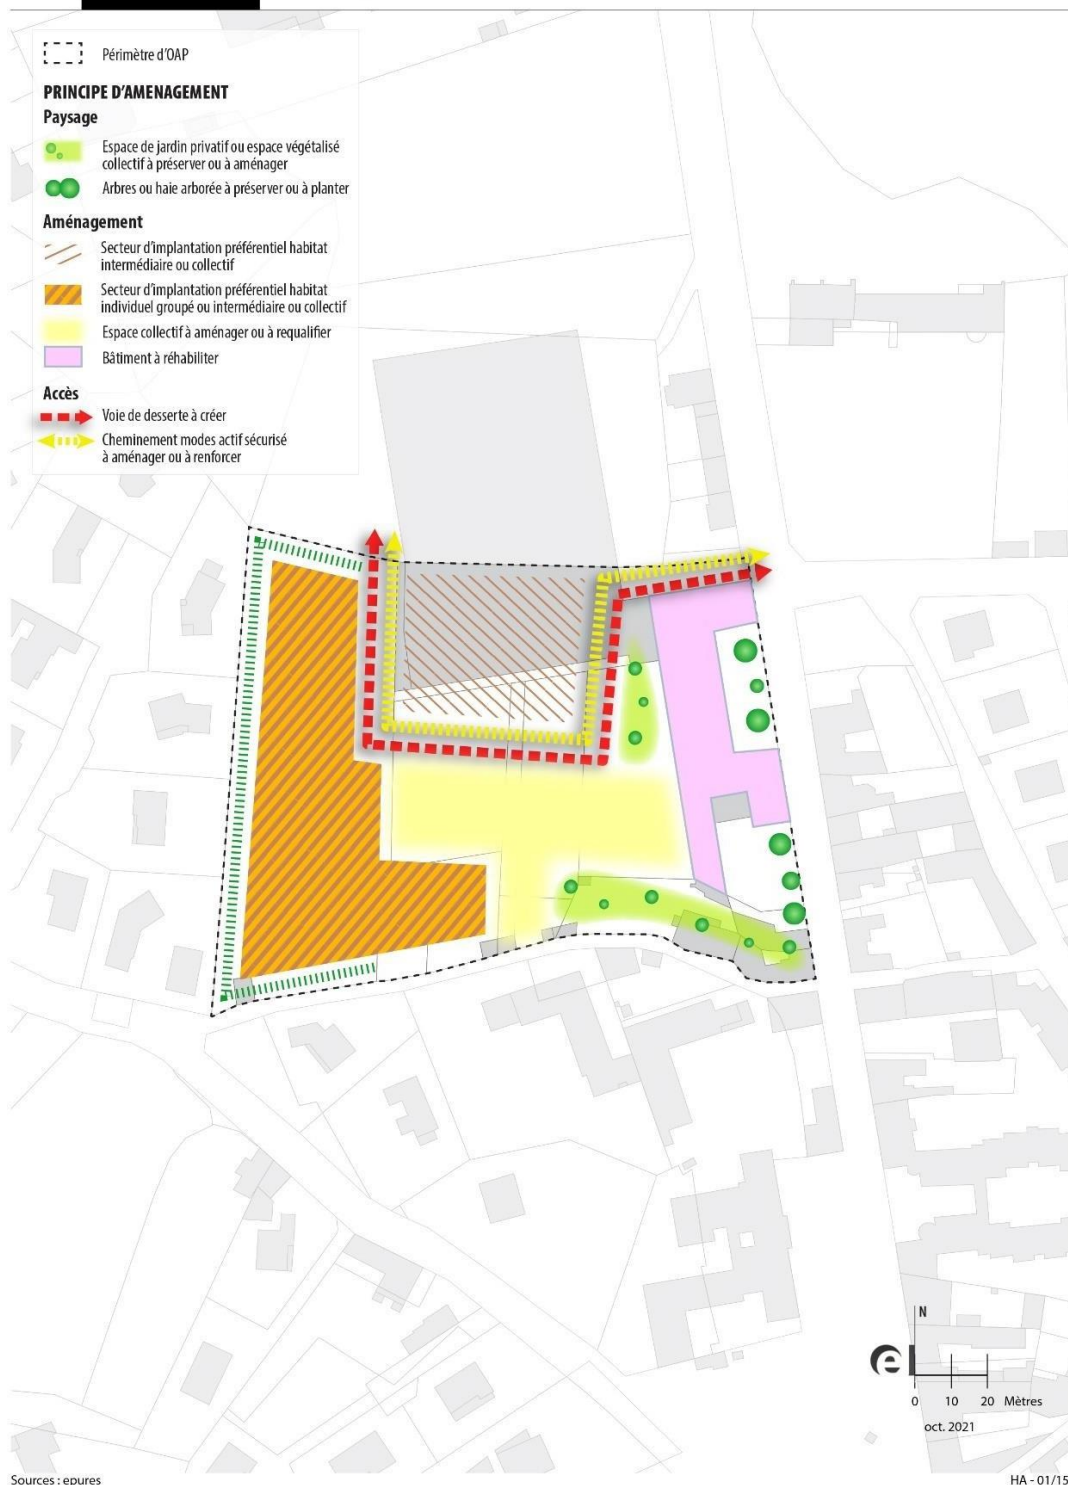 Périmètre d'OAP
PRINCIPE D'AMENAGEMENT
Paysage
Espace de jardin privatif ou espace végétalisé
collectif à préserver ou à aménager
Arbres ou haie arborée à préserver ou à planter
Aménagement
Secteur d'implantation préférentiel habitat
intermédiaire ou collectif
Secteur d'implantation préférentiel habitat
individuel groupé ou intermédiaire ou collectif
Espace collectif à aménager ou à requalifier
Bâtiment à réhabiliter
Accès
Voie de desserte à créer
Cheminement modes actif sécurisé
à aménager ou à renforcer
N
e
0 10 20 Mètres
oct. 2021
Sources : epures
HA - 01/15